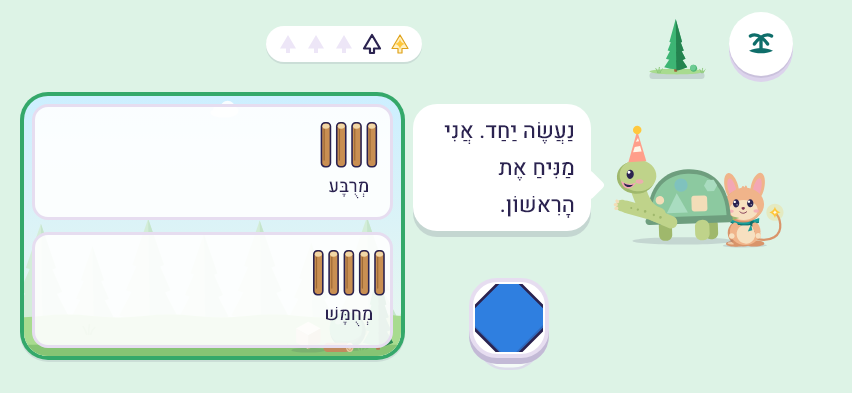 נַעֲשֶׂה יַחַד. אֲנִי
מַנִּיחַ אֶת
הָרִאשׁוֹן.
מְרֻבָּע
מְחֻמָּשׁ